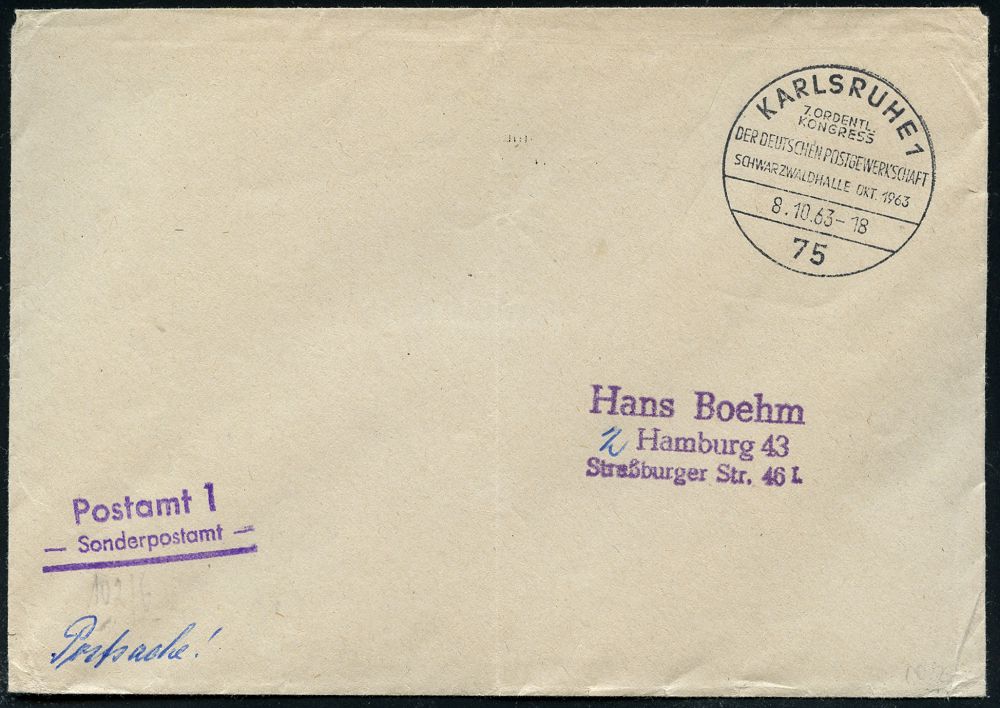 KARLSRUHE 1
7. ORDENTL.
KONGRESS
DER DEUTSCHEN POSTGEWERKSCHAFT
SCHWARZWALDHALLE OKT. 1963
8.10.63-18
75
Hans Boehm
2 Hamburg 43
Straßburger Str. 46 I.
Postamt 1
— Sonderpostamt —
Postsache!